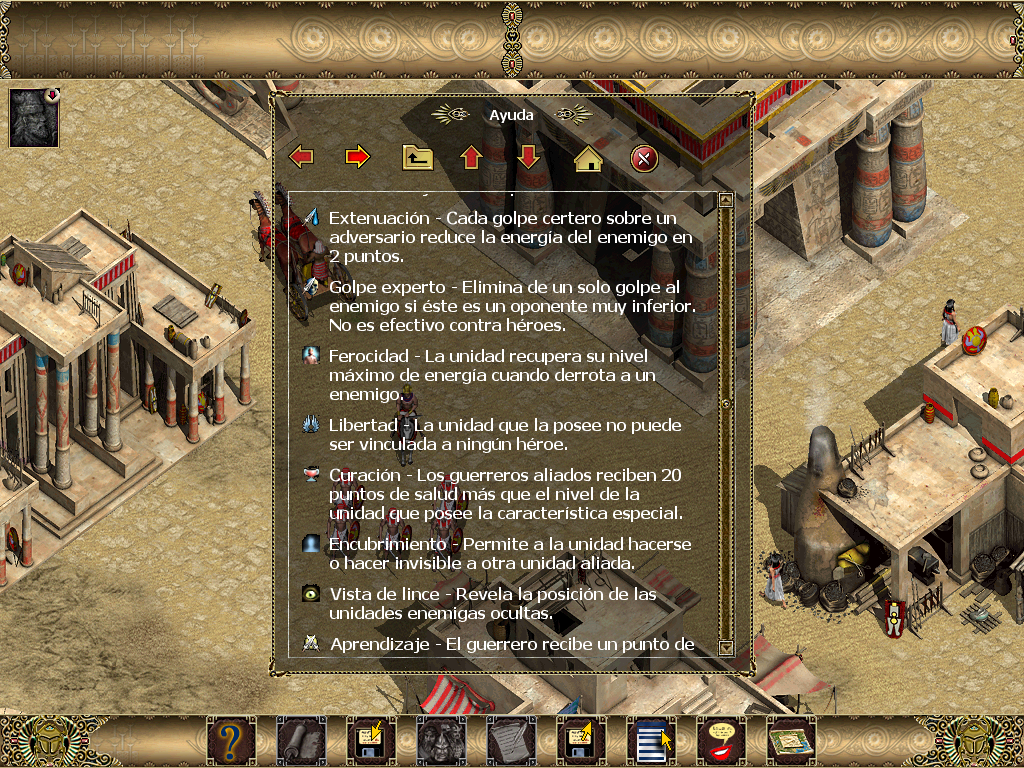 Ayuda
Extenuación - Cada golpe certero sobre un
adversario reduce la energía del enemigo en
2 puntos.
Golpe experto - Elimina de un solo golpe al
enemigo si éste es un oponente muy inferior.
No es efectivo contra héroes.
Ferocidad - La unidad recupera su nivel
máximo de energía cuando derrota a un
enemigo.
Libertad - La unidad que la posee no puede
ser vinculada a ningún héroe.
Curación - Los guerreros aliados reciben 20
puntos de salud más que el nivel de la
unidad que posee la característica especial.
Encubrimiento - Permite a la unidad hacerse
o hacer invisible a otra unidad aliada.
Vista de lince - Revela la posición de las
unidades enemigas ocultas.
Aprendizaje - El guerrero recibe un punto de
?